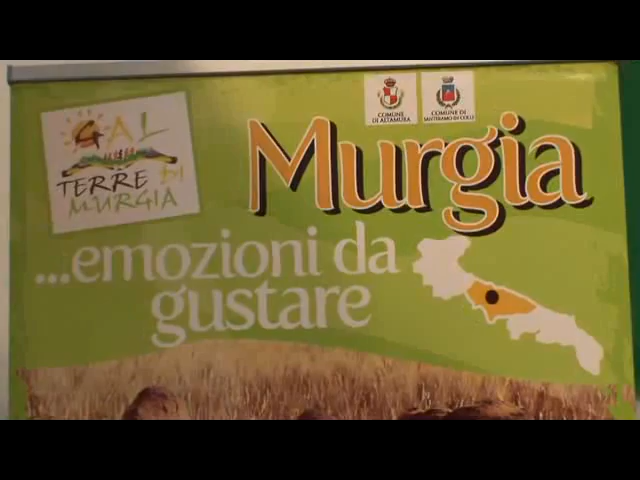 COMUNE
DI ALTAMURA
COMUNE DI
SANTERAMO IN COLLE
GAL
TERRE DI
MURGIA
Murgia
...emozioni da
gustare